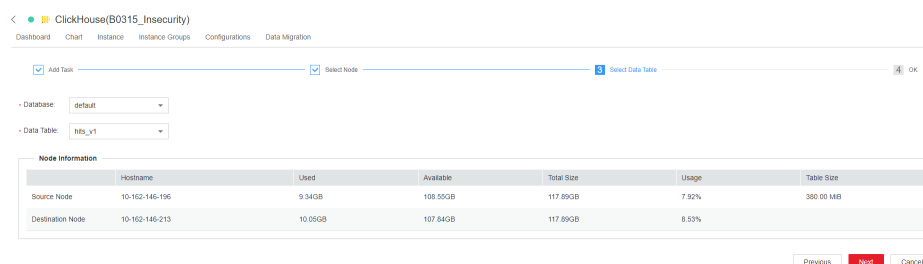 ClickHouse(B0315_Insecurity)
Dashboard Chart Instance Instance Groups Configurations Data Migration
Add Task Select Node 3 Select Data Table 4 OK
* Database: default
* Data Table: hits_v1
Node Information
Hostname Used Available Total Size Usage Table Size
Source Node 10-162-146-196 9.34GB 108.55GB 117.89GB 7.92% 380.00 MiB
Destination Node 10-162-146-213 10.05GB 107.84GB 117.89GB 8.53%
Previous Next Cancel